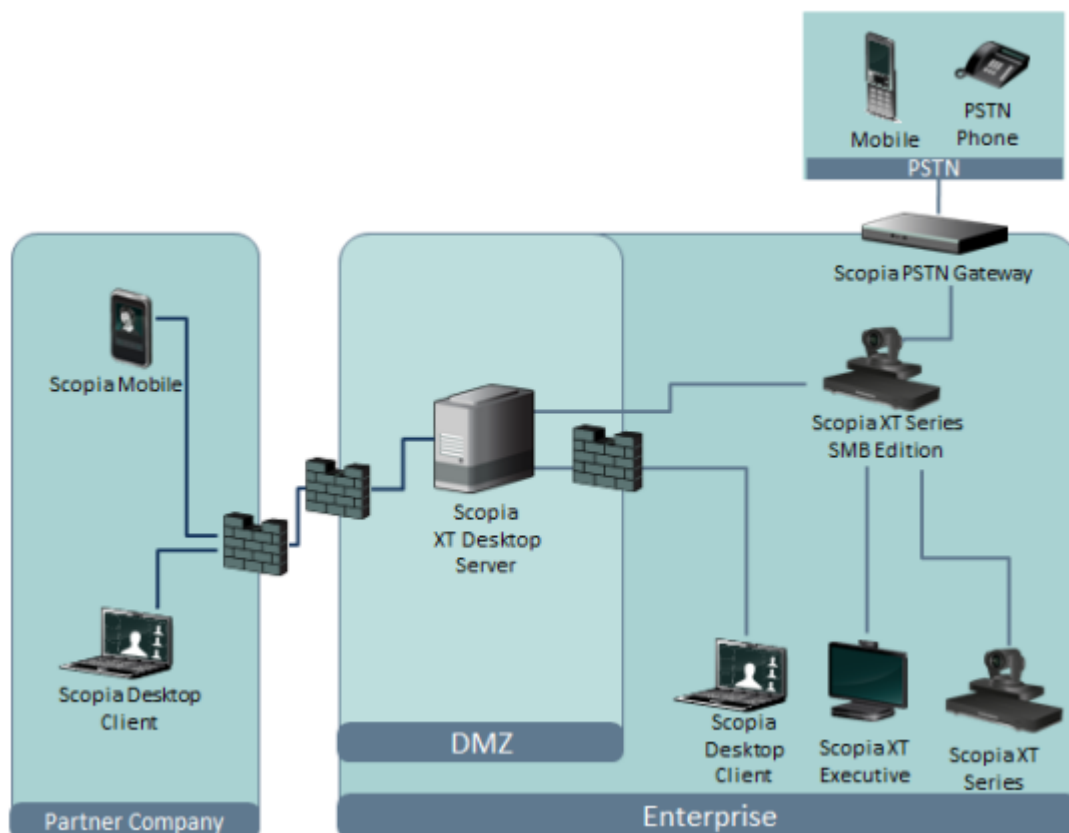 Mobile
PSTN
Phone
PSTN
Scopia PSTN Gateway
Scopia Mobile
Scopia XT Series
SMB Edition
Scopia
XT Desktop
Server
Scopia Desktop
Client
Scopia
Desktop
Client
Scopia XT
Executive
Scopia XT
Series
DMZ
Partner Company
Enterprise